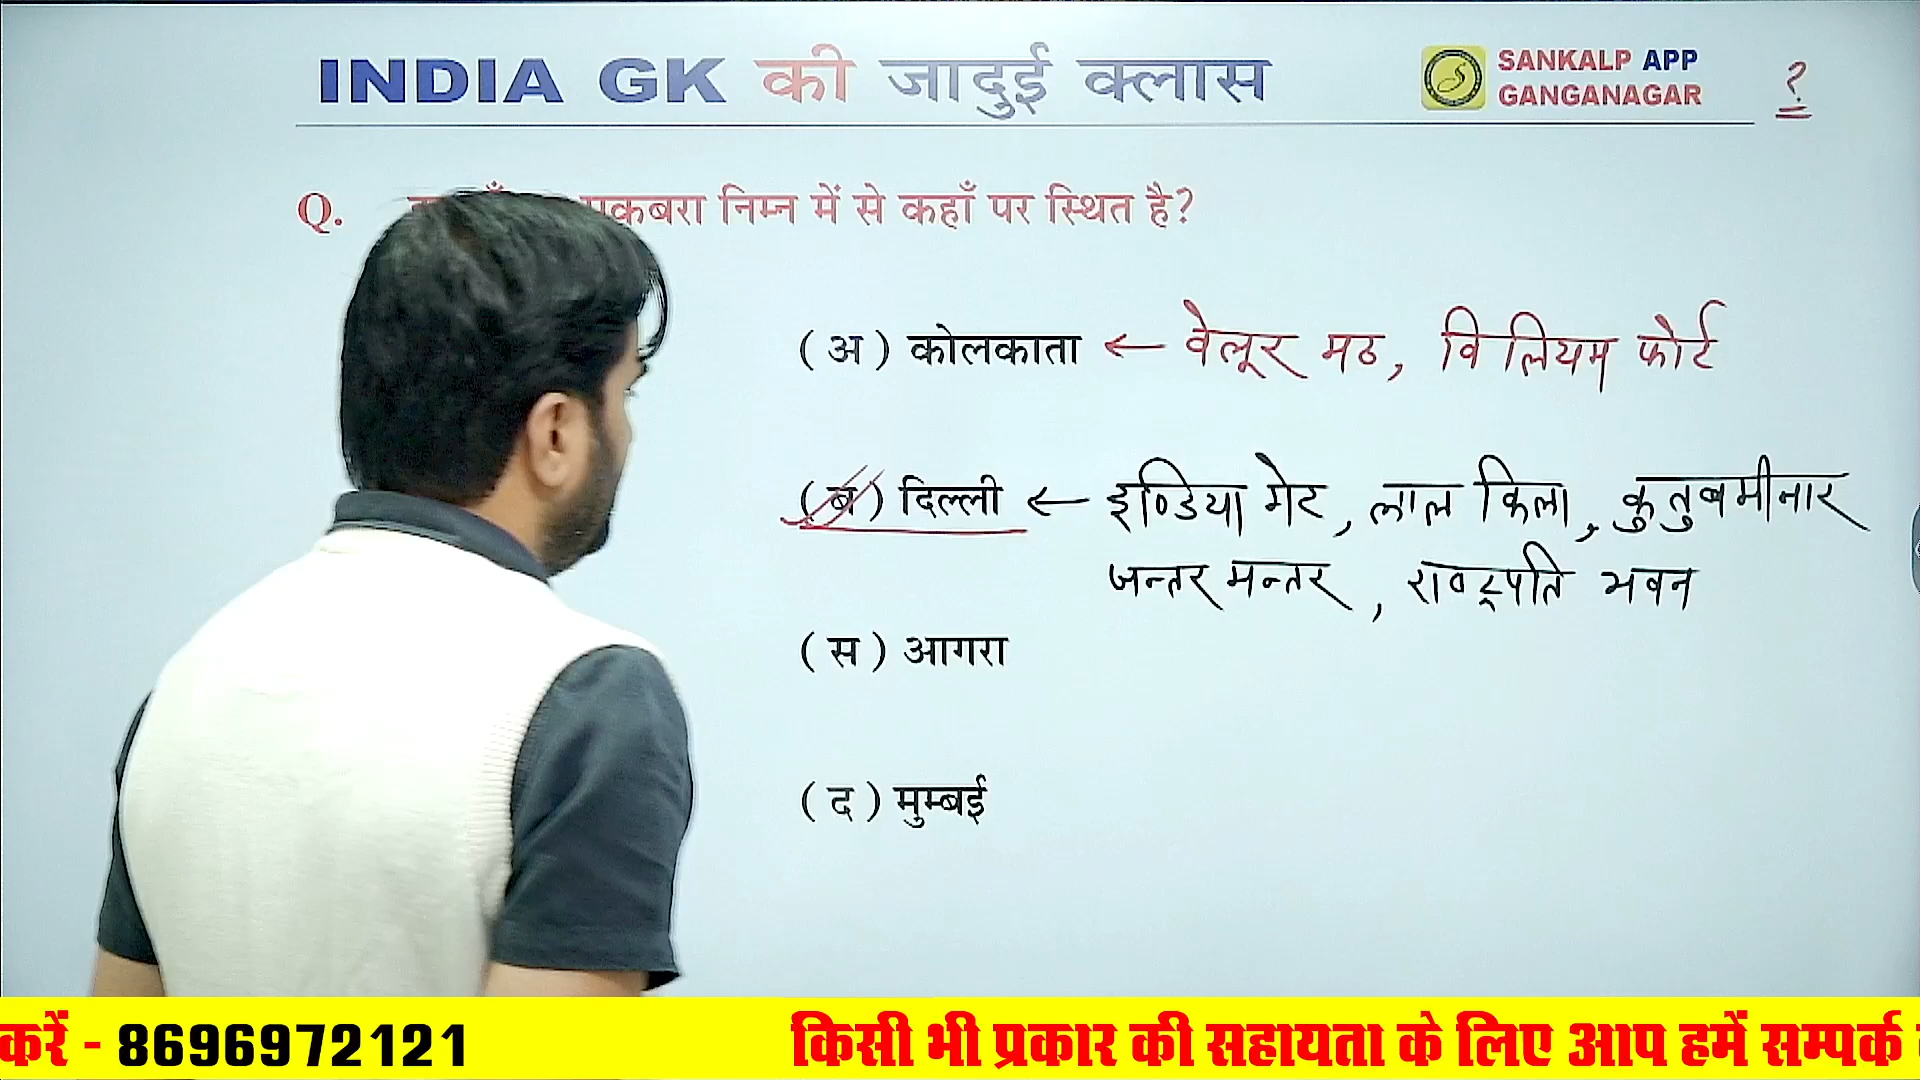 INDIA GK की जादुई क्लास
SANKALP APP
GANGANAGAR
?
Q. मकबरा निम्न में से कहाँ पर स्थित है?
( अ ) कोलकाता ← वेलूर मठ, विलियम फोर्ट
( ब ) दिल्ली ← इण्डिया गेट, लाल किला, कुतुबमीनार
जन्तर मन्तर, राष्ट्रपति भवन
( स ) आगरा
( द ) मुम्बई
करें - 8696972121 किसी भी प्रकार की सहायता के लिए आप हमें सम्पर्क